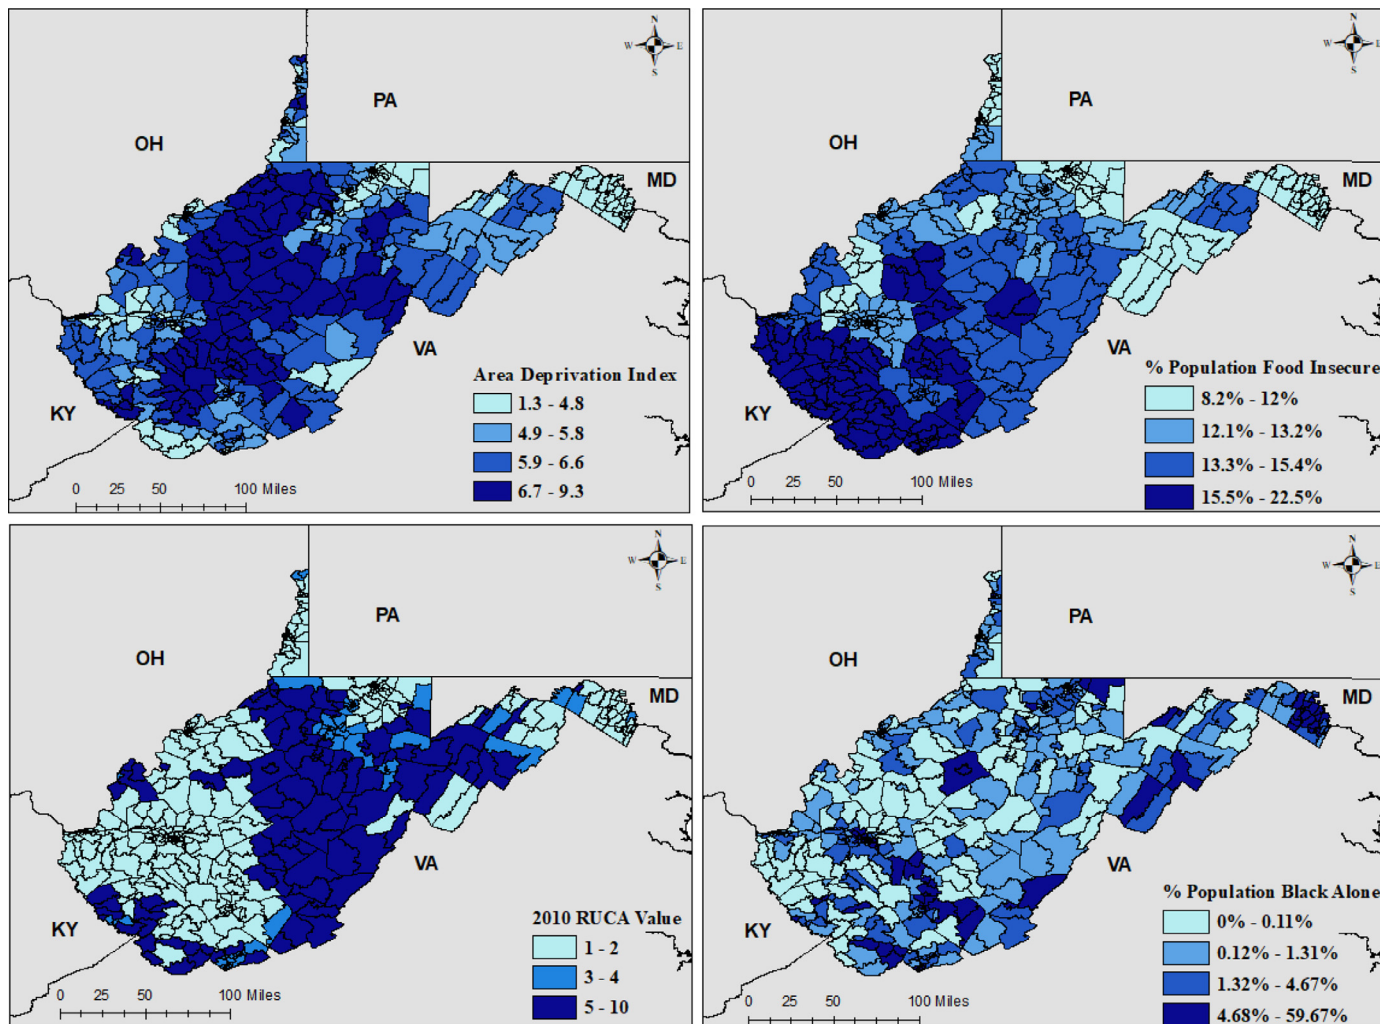 N
W E
S
PA
OH
MD
VA
KY
Area Deprivation Index
1.3 - 4.8
4.9 - 5.8
5.9 - 6.6
6.7 - 9.3
0 25 50 100 Miles
N
W E
S
PA
OH
MD
VA
KY
% Population Food Insecure
8.2% - 12%
12.1% - 13.2%
13.3% - 15.4%
15.5% - 22.5%
0 25 50 100 Miles
N
W E
S
PA
OH
MD
VA
KY
2010 RUCA Value
1 - 2
3 - 4
5 - 10
0 25 50 100 Miles
N
W E
S
PA
OH
MD
VA
KY
% Population Black Alone
0% - 0.11%
0.12% - 1.31%
1.32% - 4.67%
4.68% - 59.67%
0 25 50 100 Miles